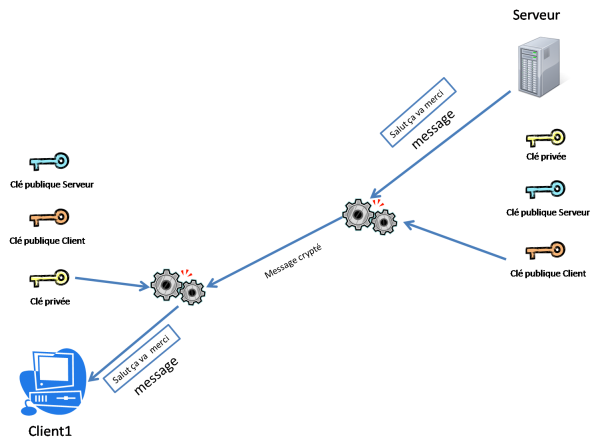 Serveur
Salut ça va merci
message
Clé privée
Clé publique Serveur
Clé publique Serveur
Clé publique Client
Clé publique Client
Message crypté
Clé privée
Salut ça va  merci
message
Client1